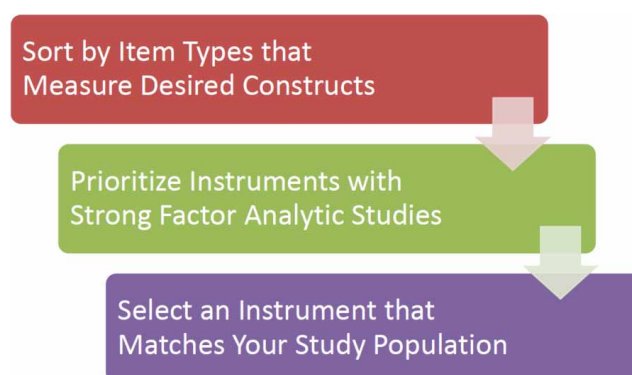 Sort by Item Types that
Measure Desired Constructs
Prioritize Instruments with
Strong Factor Analytic Studies
Select an Instrument that
Matches Your Study Population